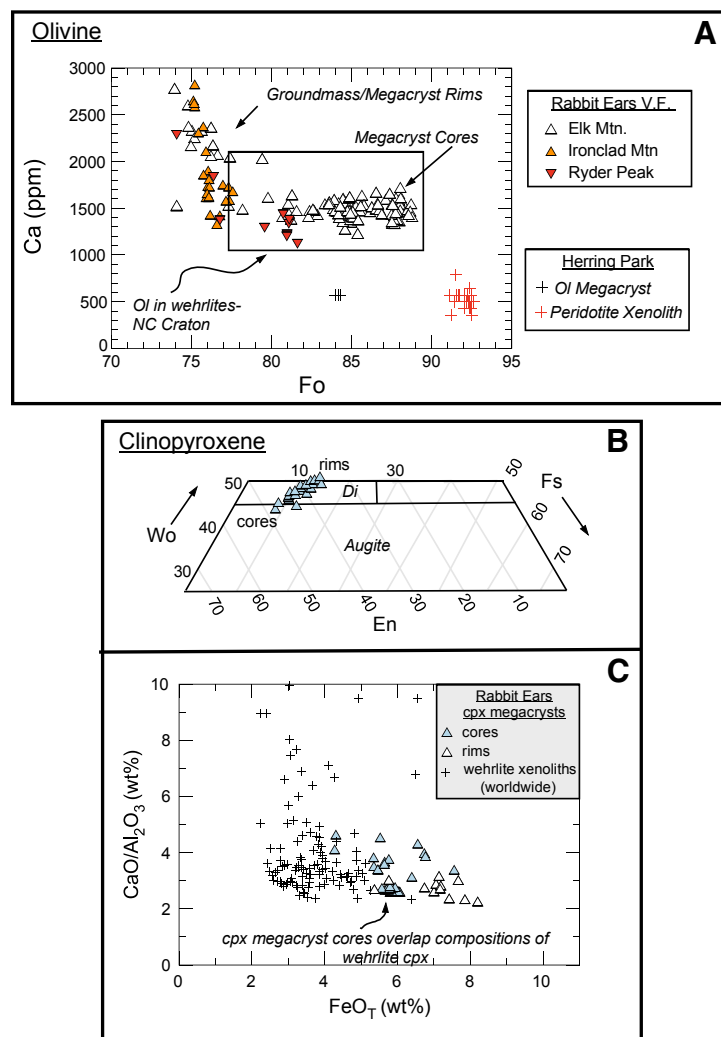 Olivine
A
3000
2500
2000
1500
1000
500
0
Ca (ppm)
Groundmass/Megacryst Rims
Megacryst Cores
Ol in wehrlites-
NC Craton
70 75 80 85 90 95
Fo
Rabbit Ears V.F.
Elk Mtn.
Ironclad Mtn
Ryder Peak
Herring Park
Ol Megacryst
Peridotite Xenolith
Clinopyroxene
B
rims
50 10 30 50
Di
Fs
cores
Wo
40 60
Augite
70
30
70 60 50 40 30 20 10
En
C
10
8
6
4
2
0
CaO/Al2O3 (wt%)
Rabbit Ears
cpx megacrysts
cores
rims
wehrlite xenoliths
(worldwide)
cpx megacryst cores overlap compositions of
wehrlite cpx
0 2 4 6 8 10
FeOT (wt%)